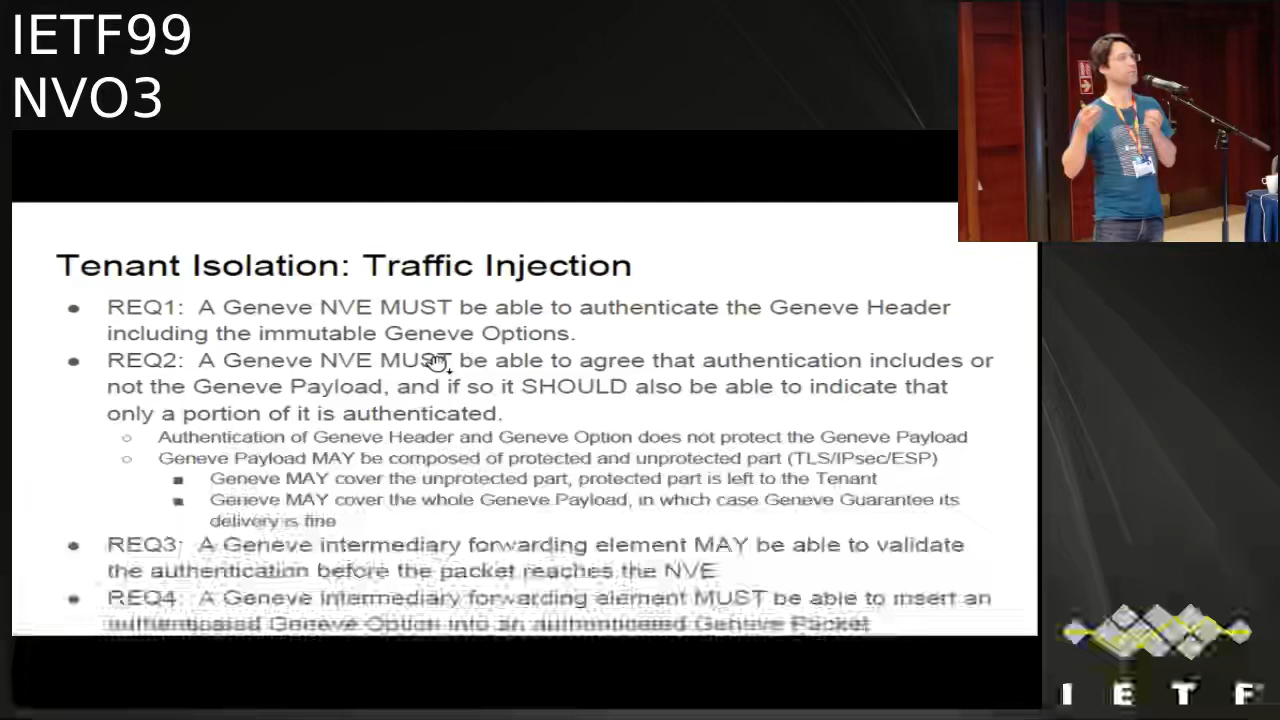 IETF99
NVO3
Tenant Isolation: Traffic Injection
REQ1: A Geneve NVE MUST be able to authenticate the Geneve Header
including the immutable Geneve Options.
REQ2: A Geneve NVE MUST be able to agree that authentication includes or
not the Geneve Payload, and if so it SHOULD also be able to indicate that
only a portion of it is authenticated.
Authentication of Geneve Header and Geneve Option does not protect the Geneve Payload
Geneve Payload MAY be composed of protected and unprotected part (TLS/IPsec/ESP)
Geneve MAY cover the unprotected part, protected part is left to the Tenant
Geneve MAY cover the whole Geneve Payload, in which case Geneve Guarantee its
delivery is fine
REQ3: A Geneve intermediary forwarding element MAY be able to validate
the authentication before the packet reaches the NVE
REQ4: A Geneve intermediary forwarding element MUST be able to insert an
authenticated Geneve Option into an authenticated Geneve Packet
I E T F